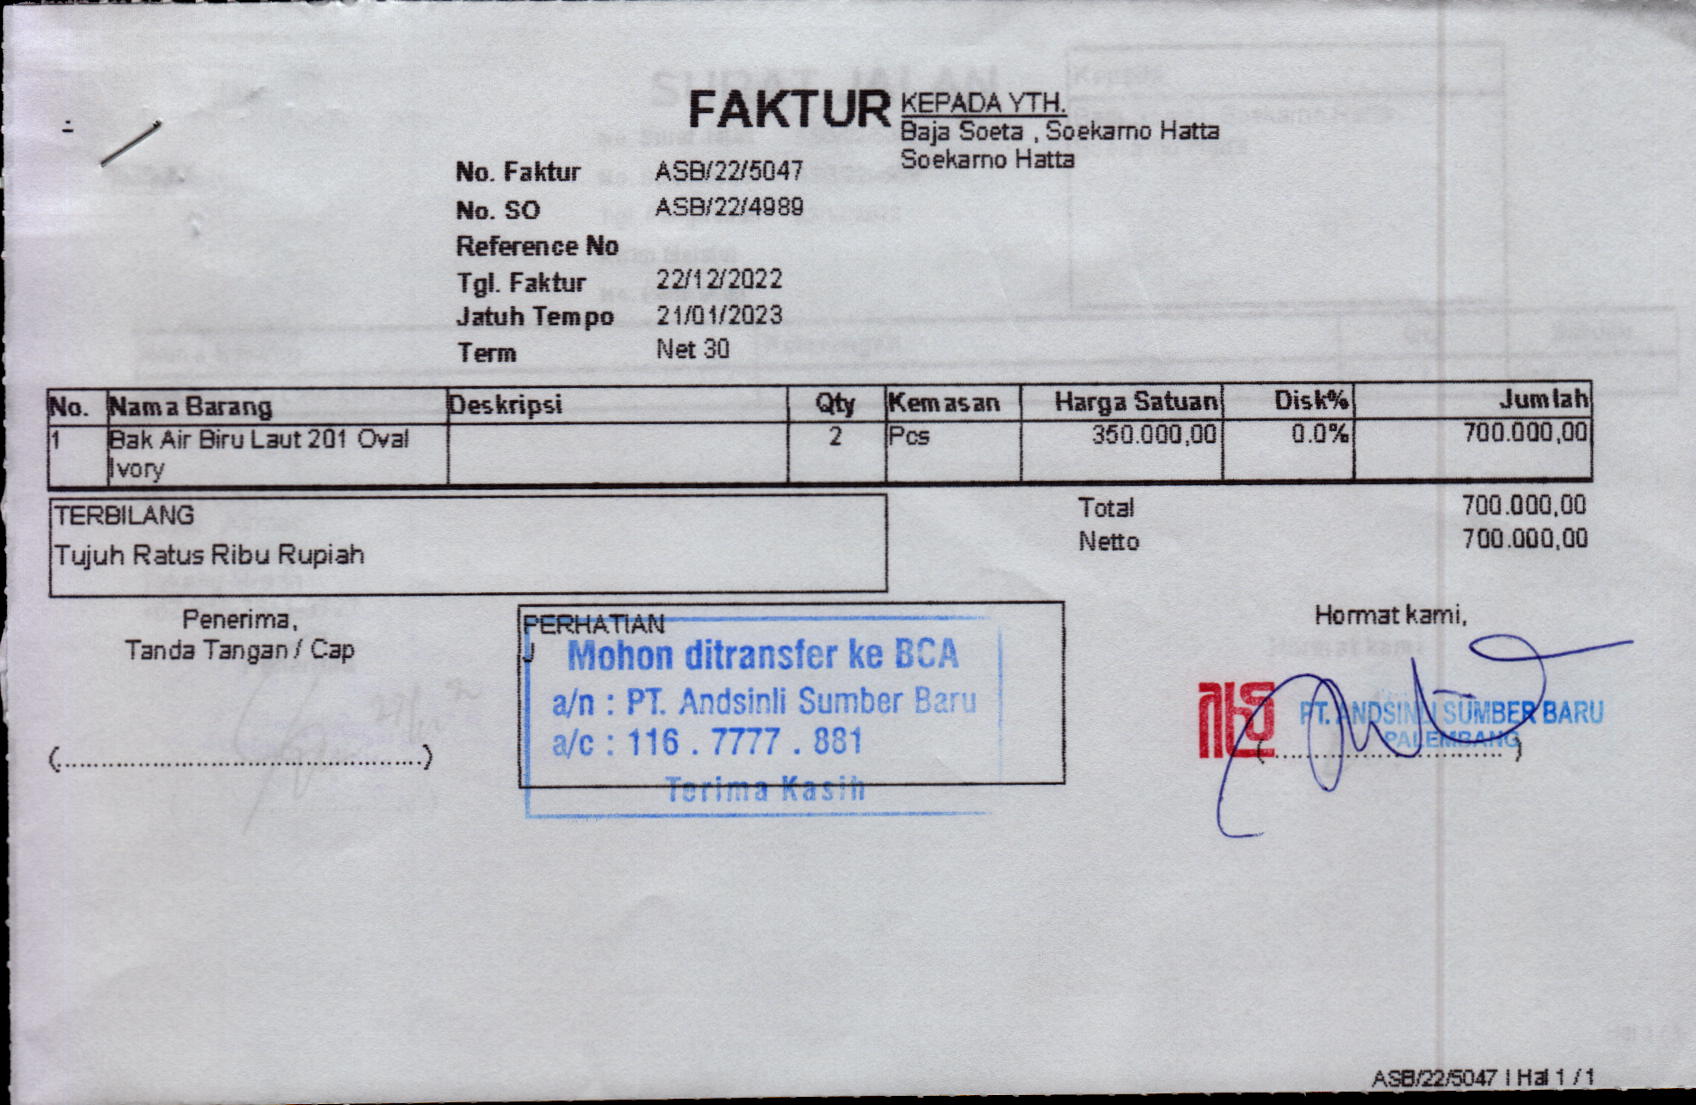 FAKTUR
KEPADA YTH.
Baja Soeta , Soekarno Hatta
Soekarno Hatta
No. Faktur ASB/22/5047
No. SO ASB/22/4989
Reference No
Tgl. Faktur 22/12/2022
Jatuh Tempo 21/01/2023
Term Net 30
No. Nama Barang Deskripsi Qty Kemasan Harga Satuan Disk% Jumlah
1 Bak Air Biru Laut 201 Oval 2 Pcs 350.000,00 0.0% 700.000,00
Ivory
TERBILANG
Tujuh Ratus Ribu Rupiah
Total 700.000,00
Netto 700.000,00
Penerima,
Tanda Tangan / Cap
(..........................................)
PERHATIAN
J
Mohon ditransfer ke BCA
a/n : PT. Andsinli Sumber Baru
a/c : 116 . 7777 . 881
Terima Kasih
Hormat kami,
PT. ANDSINLI SUMBER BARU
PALEMBANG
(..............................)
ASB/22/5047 | Hal 1 / 1